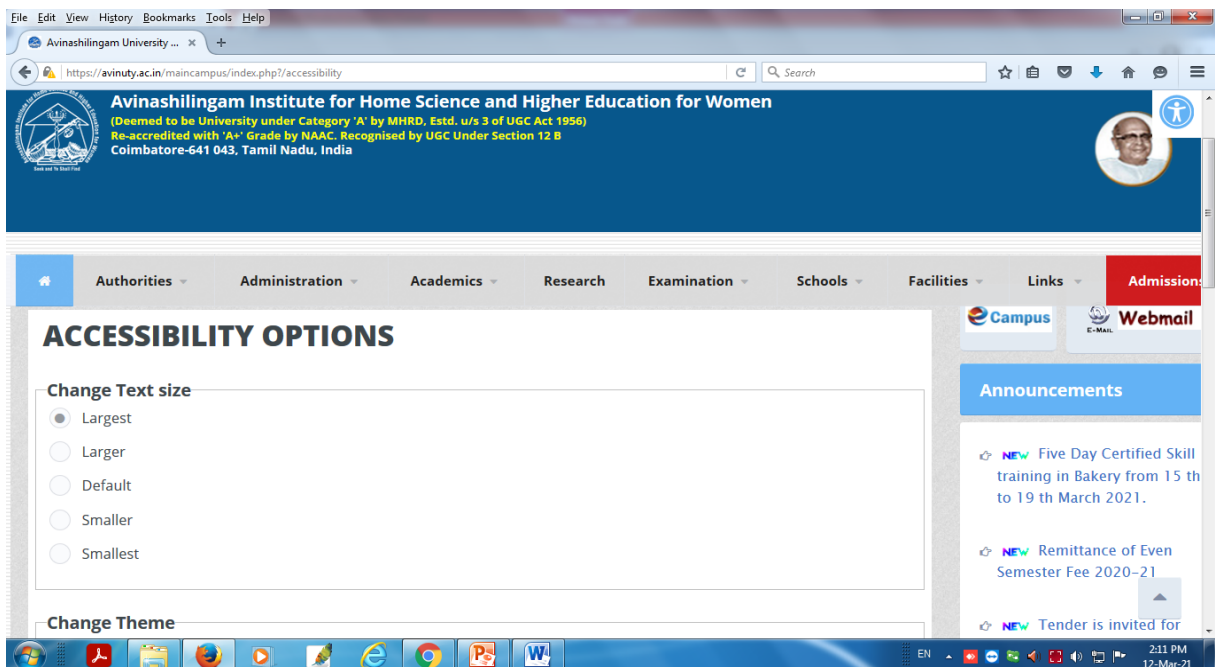 File Edit View History Bookmarks Tools Help
Avinashilingam University ... × +
https://avinuty.ac.in/maincampus/index.php?/accessibility
Search
Avinashilingam Institute for Home Science and Higher Education for Women
(Deemed to be University under Category 'A' by MHRD, Estd. u/s 3 of UGC Act 1956)
Re-accredited with 'A+' Grade by NAAC. Recognised by UGC Under Section 12 B
Coimbatore-641 043, Tamil Nadu, India
Seek and Ye Shall Find
Authorities Administration Academics Research Examination Schools Facilities Links Admissions
ACCESSIBILITY OPTIONS
Change Text size
Largest
Larger
Default
Smaller
Smallest
Change Theme
Campus
E-MAIL Webmail
Announcements
NEW Five Day Certified Skill
training in Bakery from 15 th
to 19 th March 2021.
NEW Remittance of Even
Semester Fee 2020-21
NEW Tender is invited for
EN
2:11 PM
12-Mar-21